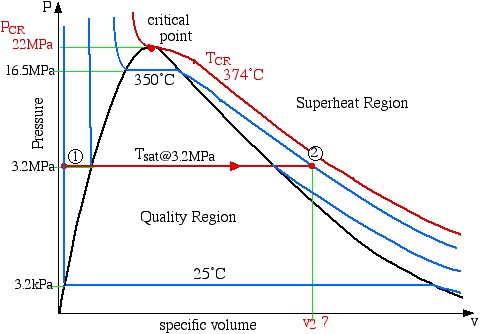 P
PCR
22MPa
critical
point
TCR
374°C
16.5MPa
350°C
Superheat Region
Pressure
1
Tsat@3.2MPa
2
3.2MPa
Quality Region
3.2kPa
25°C
specific volume
v2 ?
v